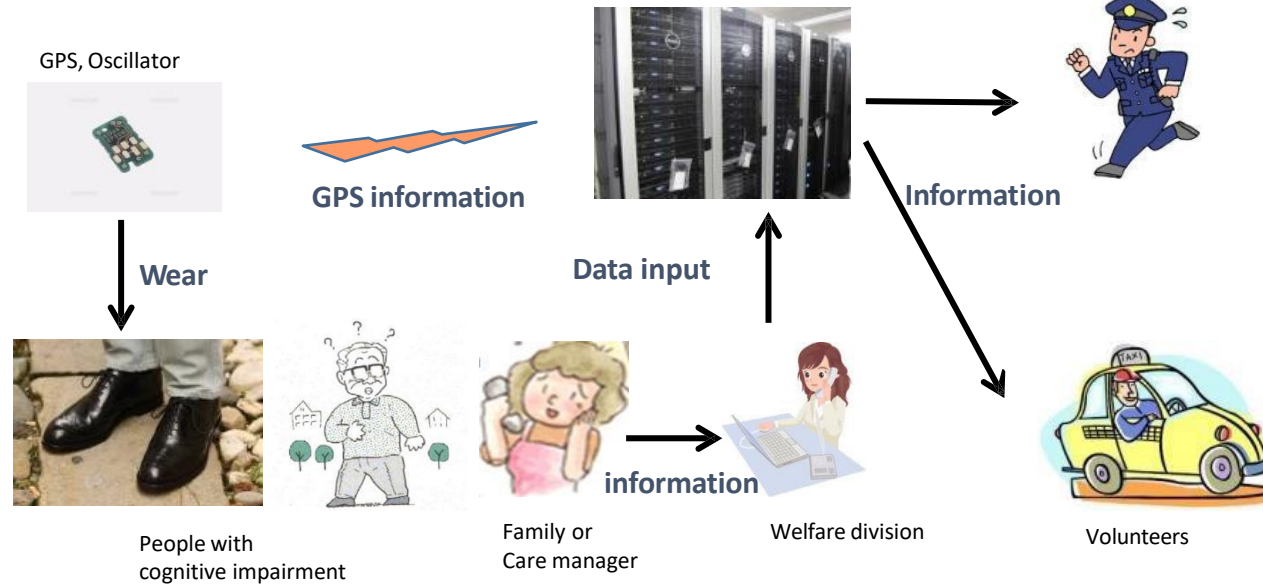 GPS, Oscillator
GPS information
Information
Wear
Data input
TAXI
information
People with
cognitive impairment
Family or
Care manager
Welfare division
Volunteers